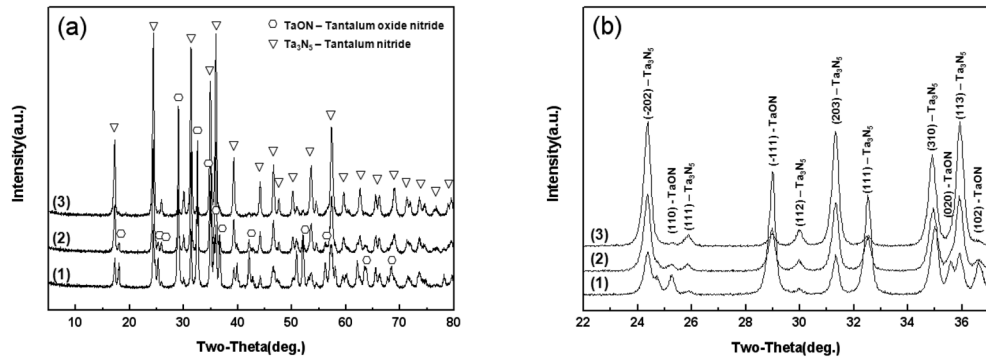 (a)
TaON – Tantalum oxide nitride
Ta₃N₅ – Tantalum nitride
Intensity(a.u.)
(3)
(2)
(1)
10 20 30 40 50 60 70 80
Two-Theta(deg.)
(b)
Intensity(a.u.)
(-202) – Ta₃N₅
(110) - TaON
(111) – Ta₃N₅
(-111) - TaON
(112) – Ta₃N₅
(203) – Ta₃N₅
(111) – Ta₃N₅
(310) – Ta₃N₅
(020) - TaON
(113) – Ta₃N₅
(102) - TaON
(3)
(2)
(1)
22 24 26 28 30 32 34 36
Two-Theta(deg.)